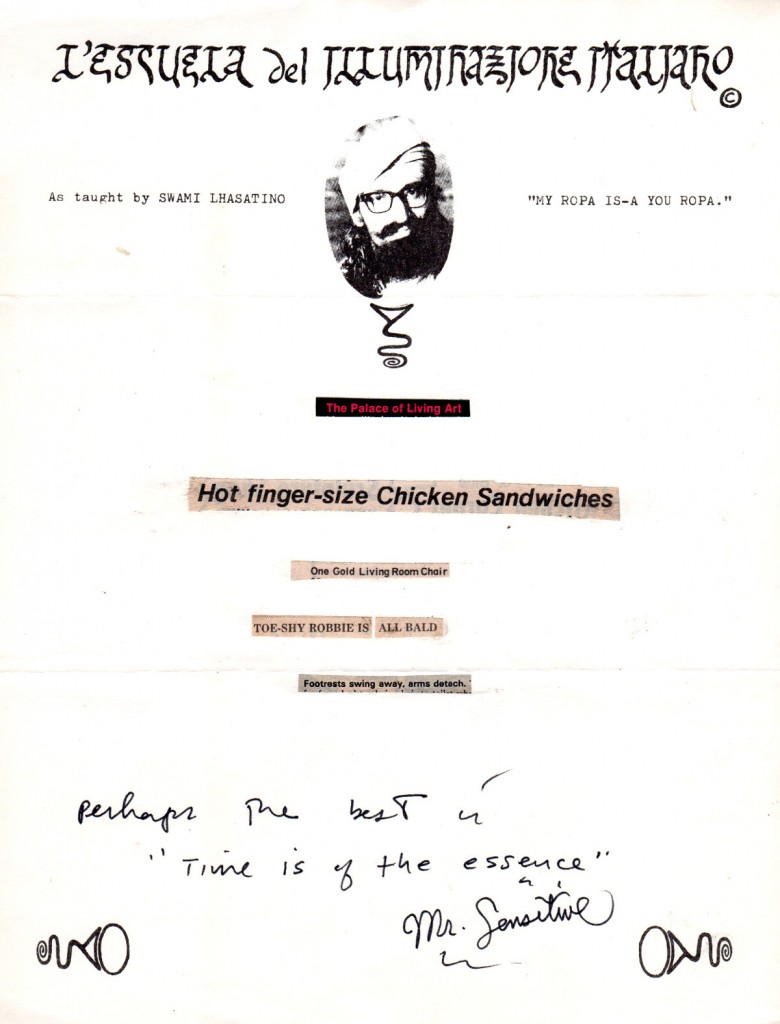 L'ESCUELA del ILLUMINAZIONE ITALIANO
©
As taught by SWAMI LHASATINO
"MY ROPA IS-A YOU ROPA."
The Palace of Living Art
Hot finger-size Chicken Sandwiches
One Gold Living Room Chair
TOE-SHY ROBBIE IS ALL BALD
Footrests swing away, arms detach.
perhaps the best is
"Time is of the essence"
Mr. Sensitive